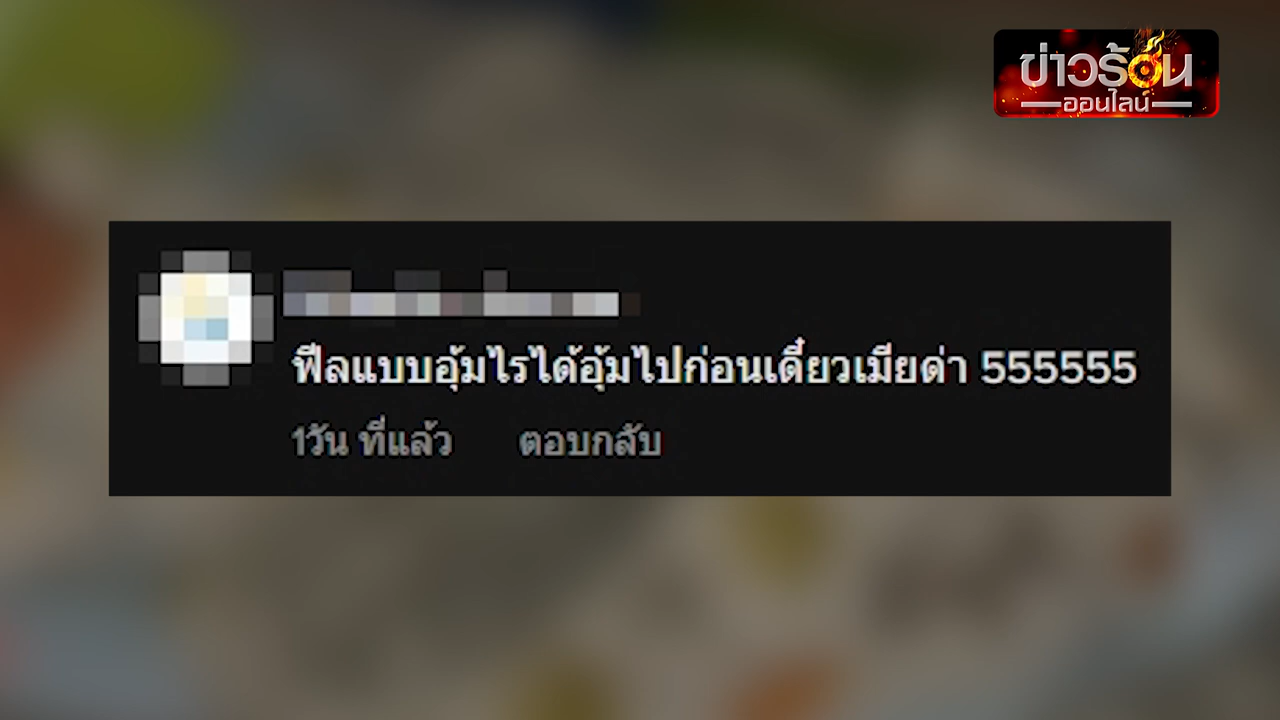 ข่าวร้อน
ออนไลน์
ฟีลแบบอุ้มไรได้อุ้มไปก่อนเดี๋ยวเมียด่า 555555
1วัน ที่แล้ว ตอบกลับ